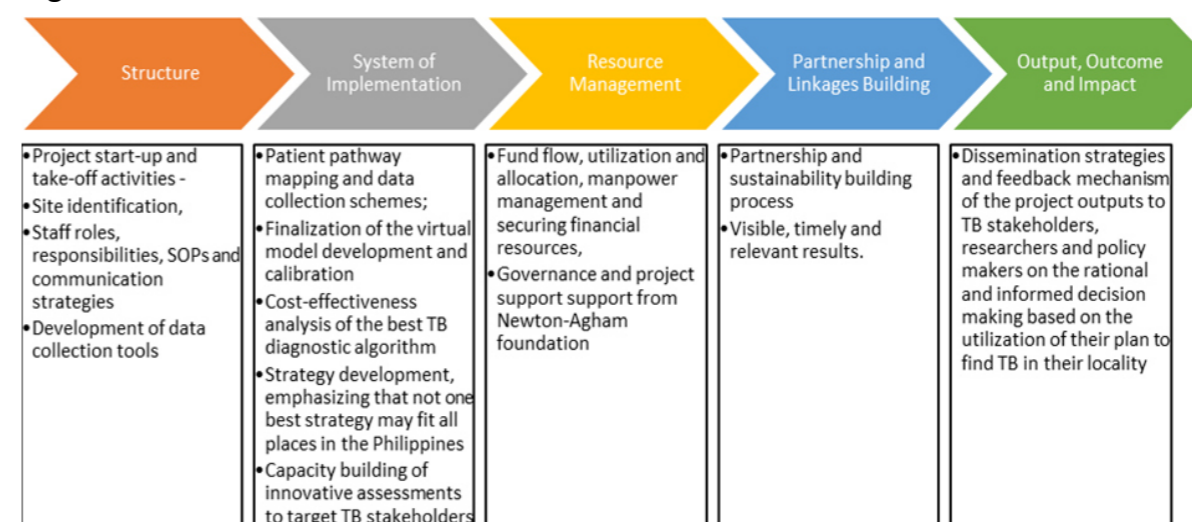 Structure
System of
Implementation
Resource
Management
Partnership and
Linkages Building
Output, Outcome
and Impact
•Project start-up and
take-off activities -
•Site identification,
•Staff roles,
responsibilities, SOPs and
communication
strategies
•Development of data
collection tools
•Patient pathway
mapping and data
collection schemes;
•Finalization of the virtual
model development and
calibration
•Cost-effectiveness
analysis of the best TB
diagnostic algorithm
•Strategy development,
emphasizing that not one
best strategy may fit all
places in the Philippines
•Capacity building of
innovative assessments
to target TB stakeholders
•Fund flow, utilization and
allocation, manpower
management and
securing financial
resources,
•Governance and project
support support from
Newton-Agham
foundation
•Partnership and
sustainability building
process
•Visible, timely and
relevant results.
•Dissemination strategies
and feedback mechanism
of the project outputs to
TB stakeholders,
researchers and policy
makers on the rational
and informed decision
making based on the
utilization of their plan to
find TB in their locality